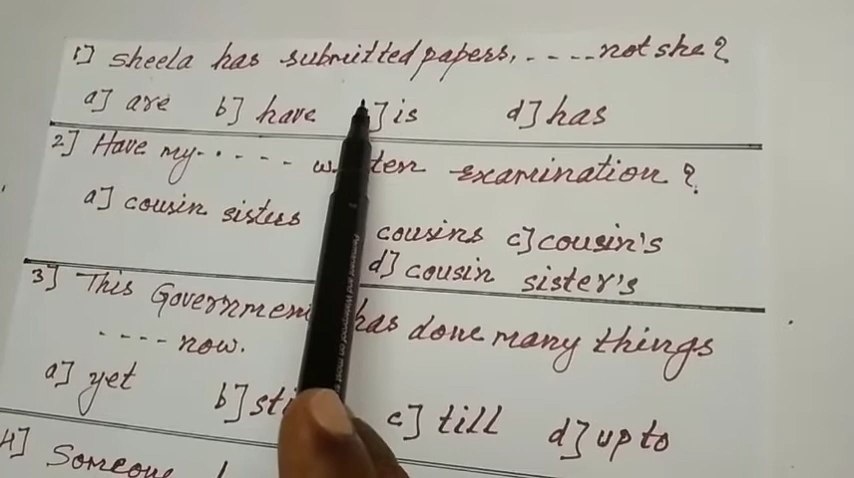 1] Sheela has submitted papers, ---- not she?
a] are b] have ] is d] has
2] Have my ----- examination?
a] cousin sisters cousins c] cousin's
d] cousin sister's
3] This has done many things
---- now.
a] yet b] c] till d] up to
4] Someone